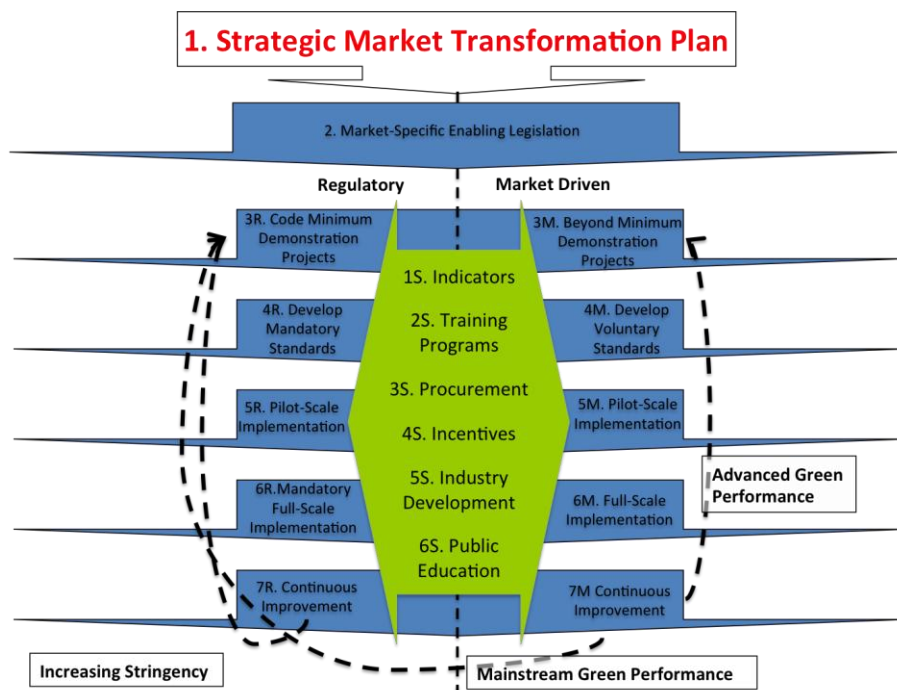 1. Strategic Market Transformation Plan
2. Market-Specific Enabling Legislation
Regulatory
Market Driven
3R. Code Minimum
Demonstration
Projects
3M. Beyond Minimum
Demonstration
Projects
1S. Indicators
2S. Training
Programs
3S. Procurement
4S. Incentives
5S. Industry
Development
6S. Public
Education
4R. Develop
Mandatory
Standards
4M. Develop
Voluntary
Standards
5R. Pilot-Scale
Implementation
5M. Pilot-Scale
Implementation
6R.Mandatory
Full-Scale
Implementation
6M. Full-Scale
Implementation
Advanced Green
Performance
7R. Continuous
Improvement
7M Continuous
Improvement
Increasing Stringency
Mainstream Green Performance